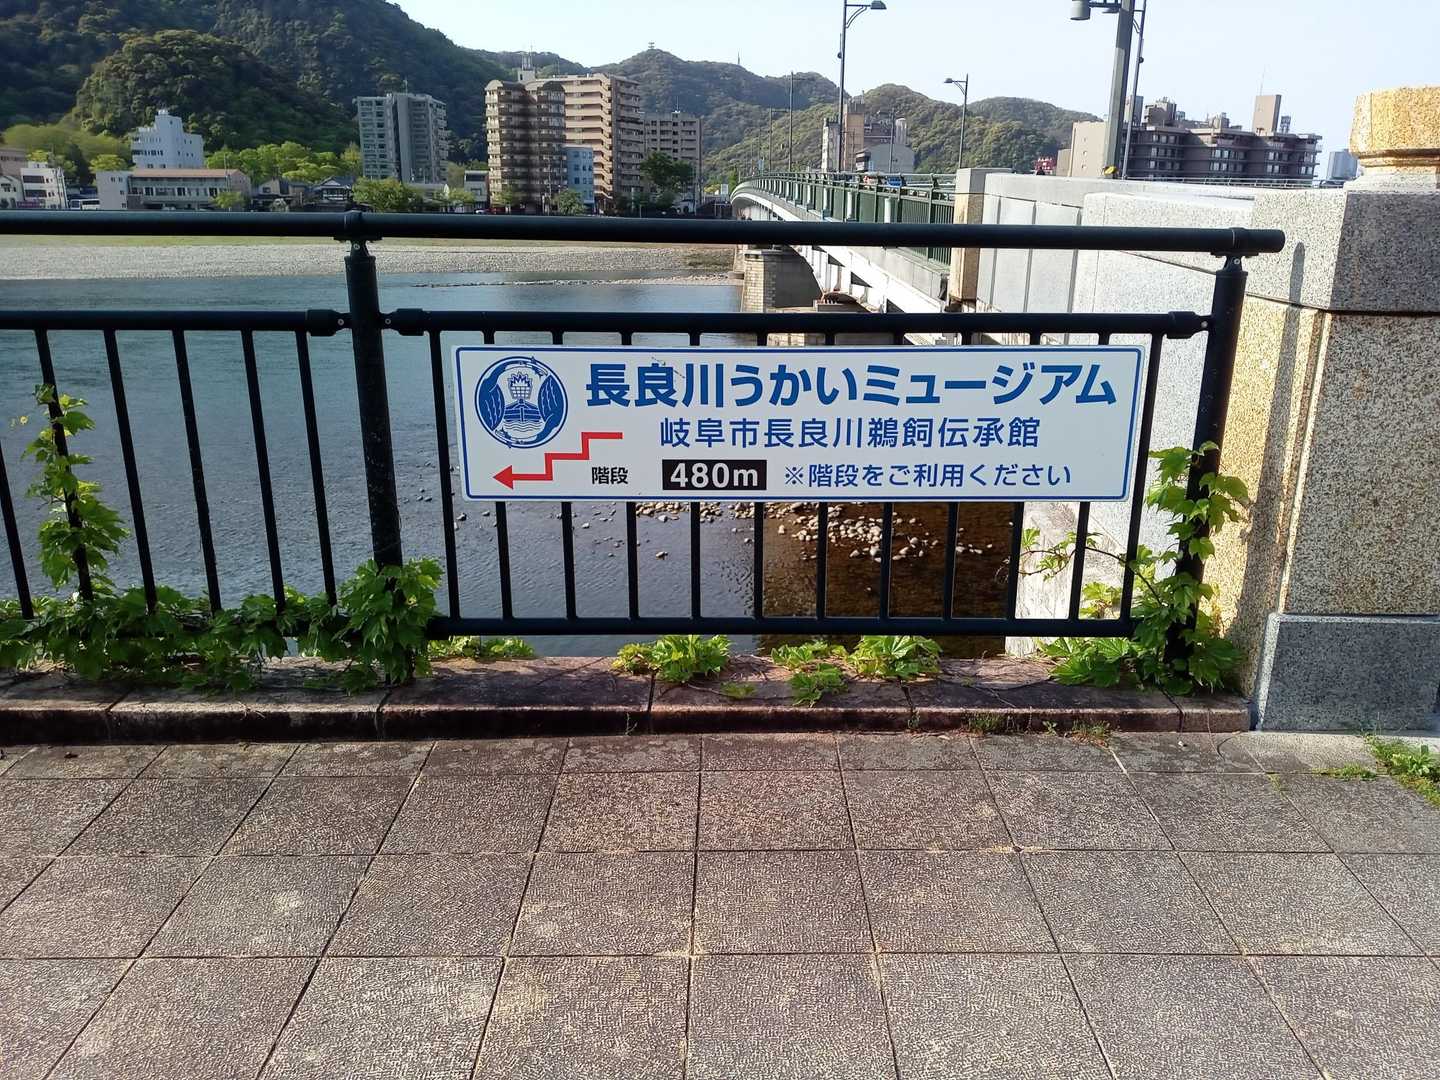 長良川うかいミュージアム
岐阜市長良川鵜飼伝承館
階段 480m ※階段をご利用ください